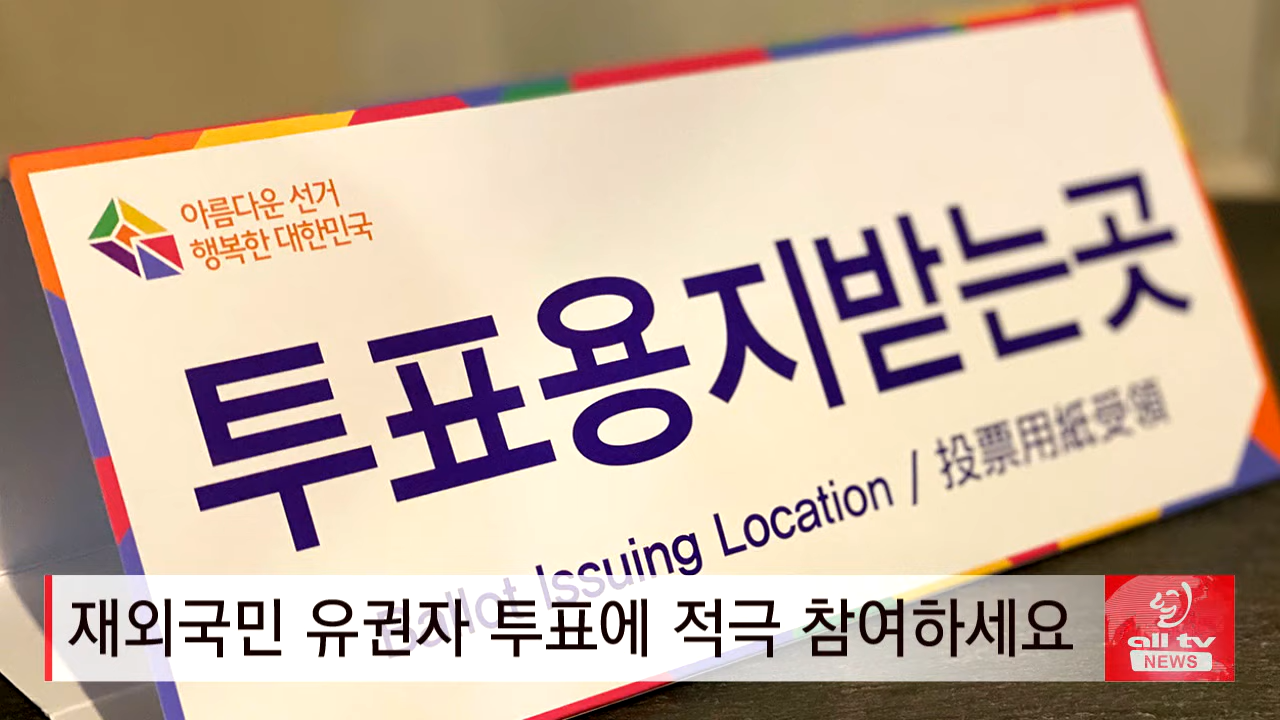 아름다운 선거
행복한 대한민국
투표용지받는곳
Ballot Issuing Location / 投票用紙受領
재외국민 유권자 투표에 적극 참여하세요
all tv
NEWS